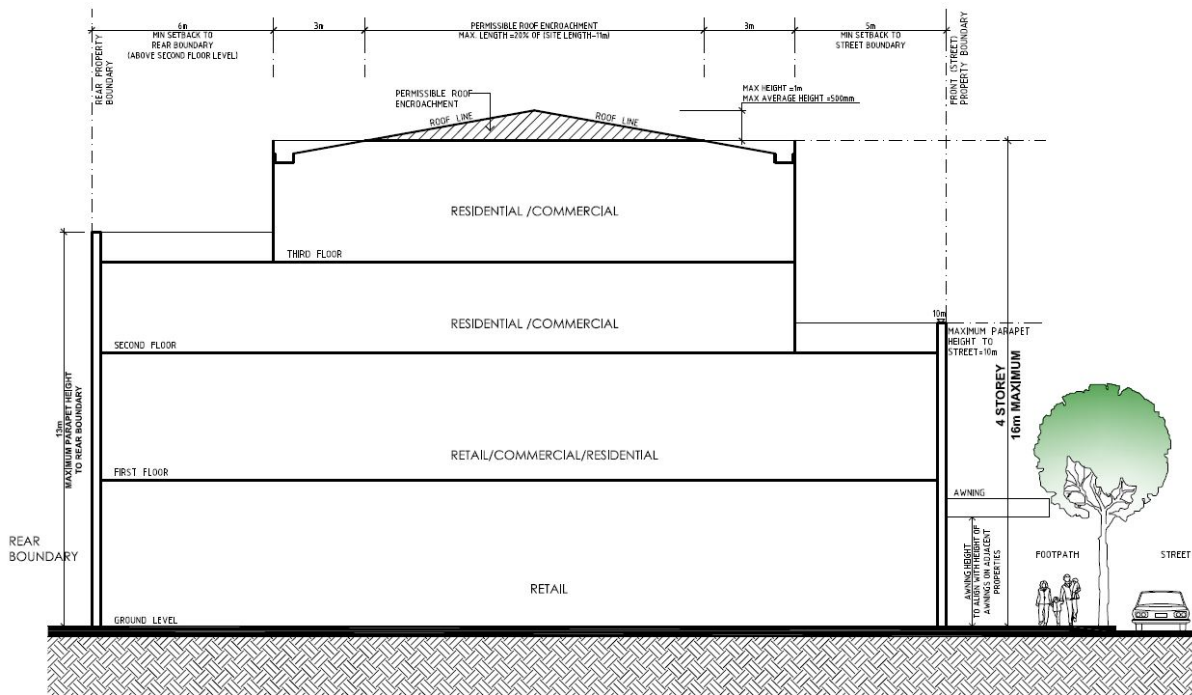 6m
MIN SETBACK TO
REAR BOUNDARY
(ABOVE SECOND FLOOR LEVEL)
3m
PERMISSIBLE ROOF ENCROACHMENT
MAX. LENGTH =20% OF (SITE LENGTH-11m)
3m
5m
MIN SETBACK TO
STREET BOUNDARY
REAR PROPERTY
BOUNDARY
FRONT (STREET)
PROPERTY BOUNDARY
PERMISSIBLE ROOF
ENCROACHMENT
ROOF LINE
ROOF LINE
MAX HEIGHT =1m
MAX AVERAGE HEIGHT =500mm
RESIDENTIAL /COMMERCIAL
THIRD FLOOR
RESIDENTIAL /COMMERCIAL
SECOND FLOOR
10m
MAXIMUM PARAPET
HEIGHT TO
STREET=10m
4 STOREY
16m MAXIMUM
13m
MAXIMUM PARAPET HEIGHT
TO REAR BOUNDARY
RETAIL/COMMERCIAL/RESIDENTIAL
FIRST FLOOR
AWNING
REAR
BOUNDARY
AWNING HEIGHT
TO ALIGN WITH HEIGHT OF
AWNINGS ON ADJACENT
PROPERTIES
FOOTPATH
STREET
RETAIL
GROUND LEVEL